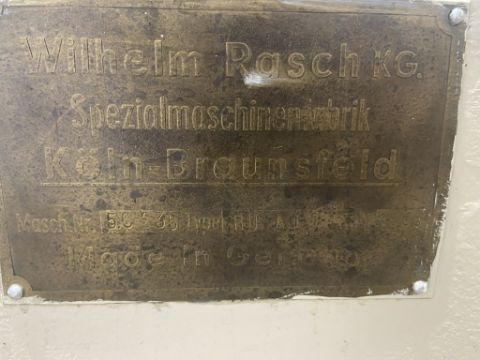 Wilhelm Rasch KG.
Spezialmaschinenfabrik
Köln-Braunsfeld
Masch.Nr.
Made in Germany